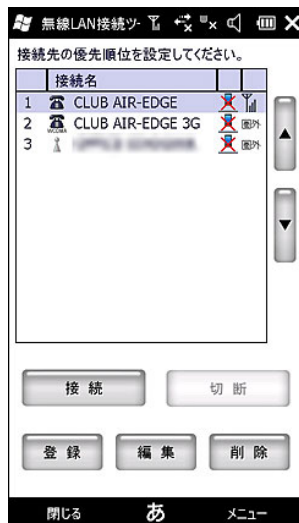 無線LAN接続ツｰ
接続先の優先順位を設定してください。
接続名
1 CLUB AIR-EDGE
2 WCDMA CLUB AIR-EDGE 3G 圏外
3 圏外
接続 切断
登録 編集 削除
閉じる あ メニュー